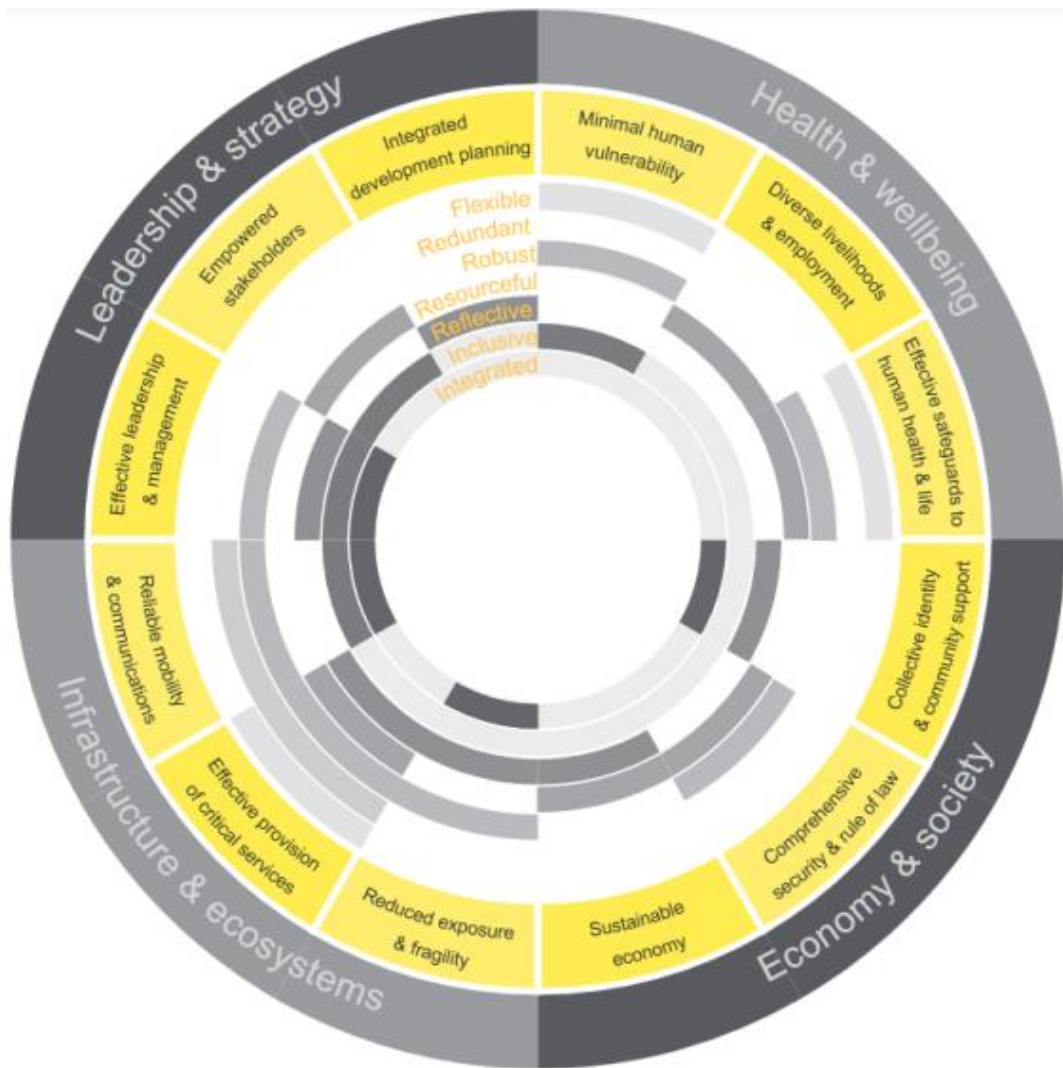 Leadership & strategy
Health & wellbeing
Economy & society
Infrastructure & ecosystems
Integrated
development planning
Minimal human
vulnerability
Diverse livelihoods
& employment
Effective safeguards to
human health & life
Collective identity
& community support
Comprehensive
security & rule of law
Sustainable
economy
Reduced exposure
& fragility
Effective provision
of critical services
Reliable mobility
& communications
Effective leadership
& management
Empowered
stakeholders
Flexible
Redundant
Robust
Resourceful
Reflective
Inclusive
Integrated